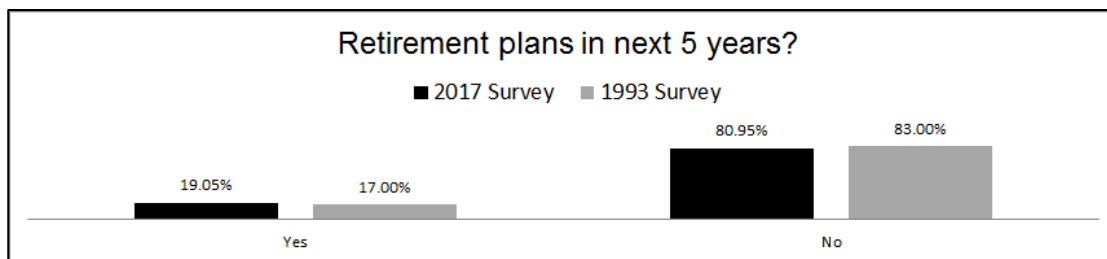 Retirement plans in next 5 years?
2017 Survey 1993 Survey
19.05% 17.00% 80.95% 83.00%
Yes No